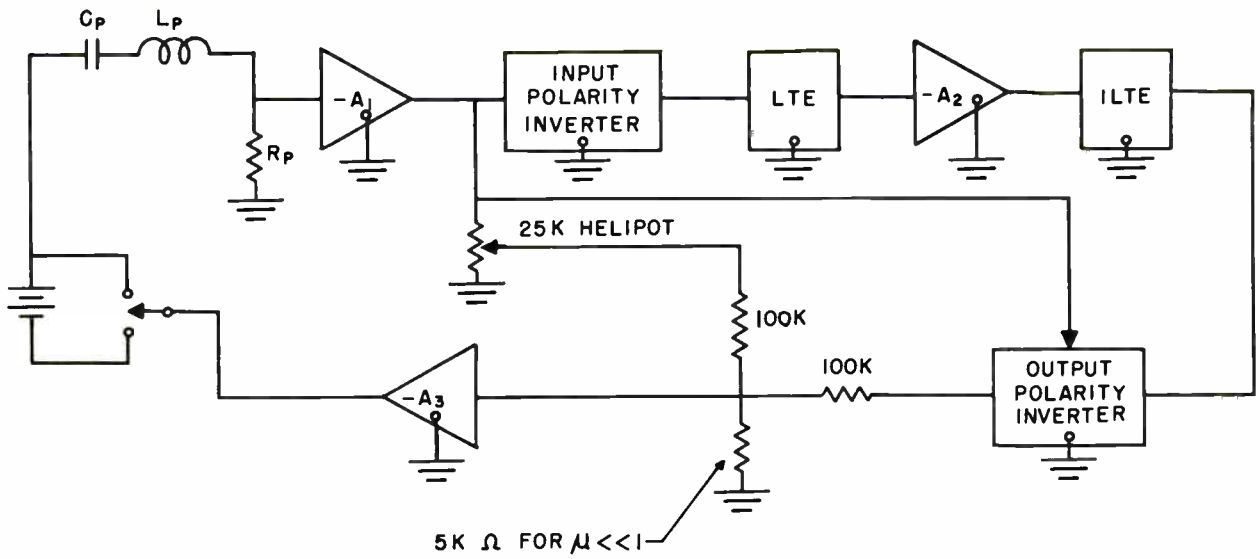 Cₚ
Lₚ
Rₚ
-A₁
INPUT
POLARITY
INVERTER
LTE
-A₂
ILTE
25K HELIPOT
100K
100K
OUTPUT
POLARITY
INVERTER
-A₃
5K Ω FOR μ<<1